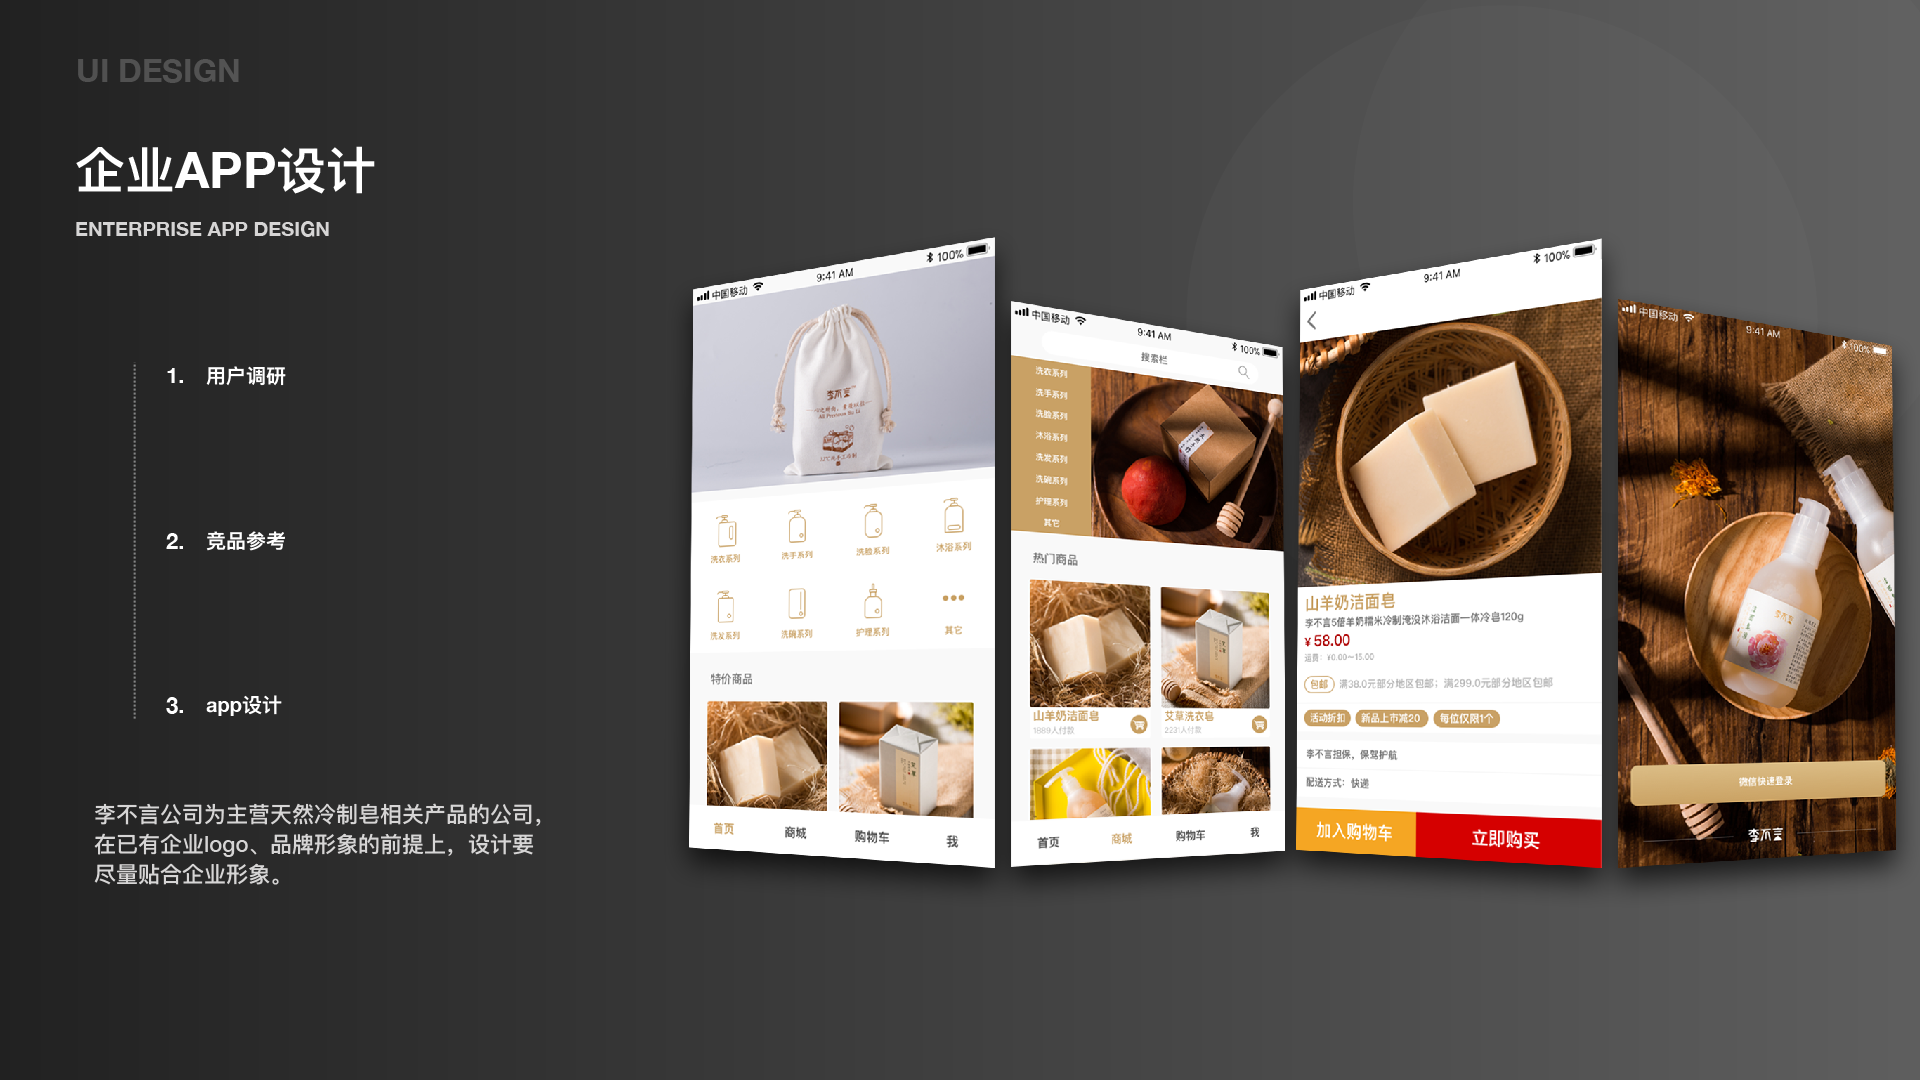 UI DESIGN
企业APP设计
ENTERPRISE APP DESIGN
1. 用户调研
2. 竞品参考
3. app设计
李不言公司为主营天然冷制皂相关产品的公司，
在已有企业logo、品牌形象的前提上，设计要
尽量贴合企业形象。
中国移动
9:41 AM
100%
李不言
洗衣系列
洗手系列
洗脸系列
沐浴系列
洗发系列
洗碗系列
护理系列
其它
特价商品
首页
商城
购物车
我
中国移动
9:41 AM
100%
搜索栏
洗衣系列
洗手系列
洗脸系列
沐浴系列
洗发系列
洗碗系列
护理系列
其它
热门商品
山羊奶洁面皂
1889人付款
艾草洗衣皂
2231人付款
首页
商城
购物车
我
中国移动
9:41 AM
100%
山羊奶洁面皂
李不言5倍羊奶糯米冷制淹没沐浴洁面一体冷皂120g
¥ 58.00
运费：¥0.00~15.00
包邮 满38.0元部分地区包邮；满299.0元部分地区包邮
活动折扣 新品上市减20 每位仅限1个
李不言担保，保驾护航
配送方式：快递
加入购物车
立即购买
中国移动
9:41 AM
100%
李不言
微信快速登录
李不言